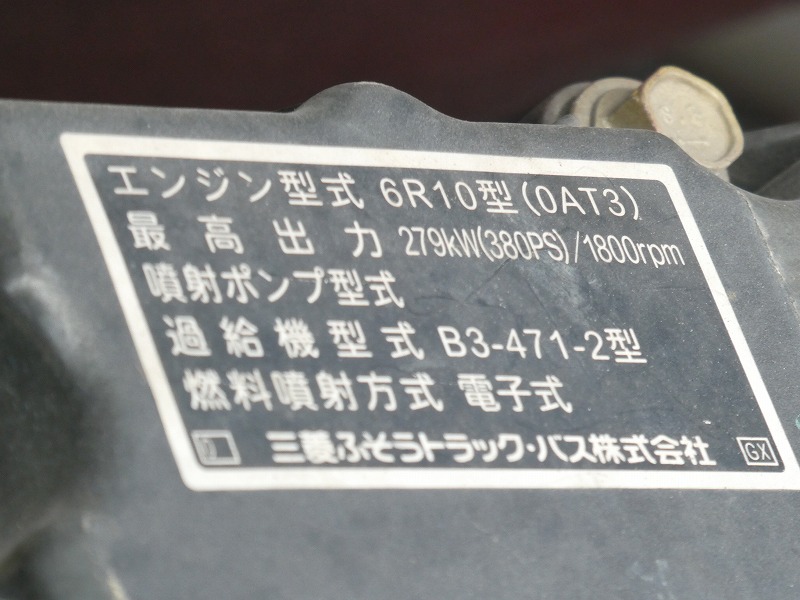 エンジン型式 6R10型(0AT3)
最高出力 279kW(380PS)/1800rpm
噴射ポンプ型式
過給機型式 B3-471-2型
燃料噴射方式 電子式
三菱ふそうトラック・バス株式会社 GX